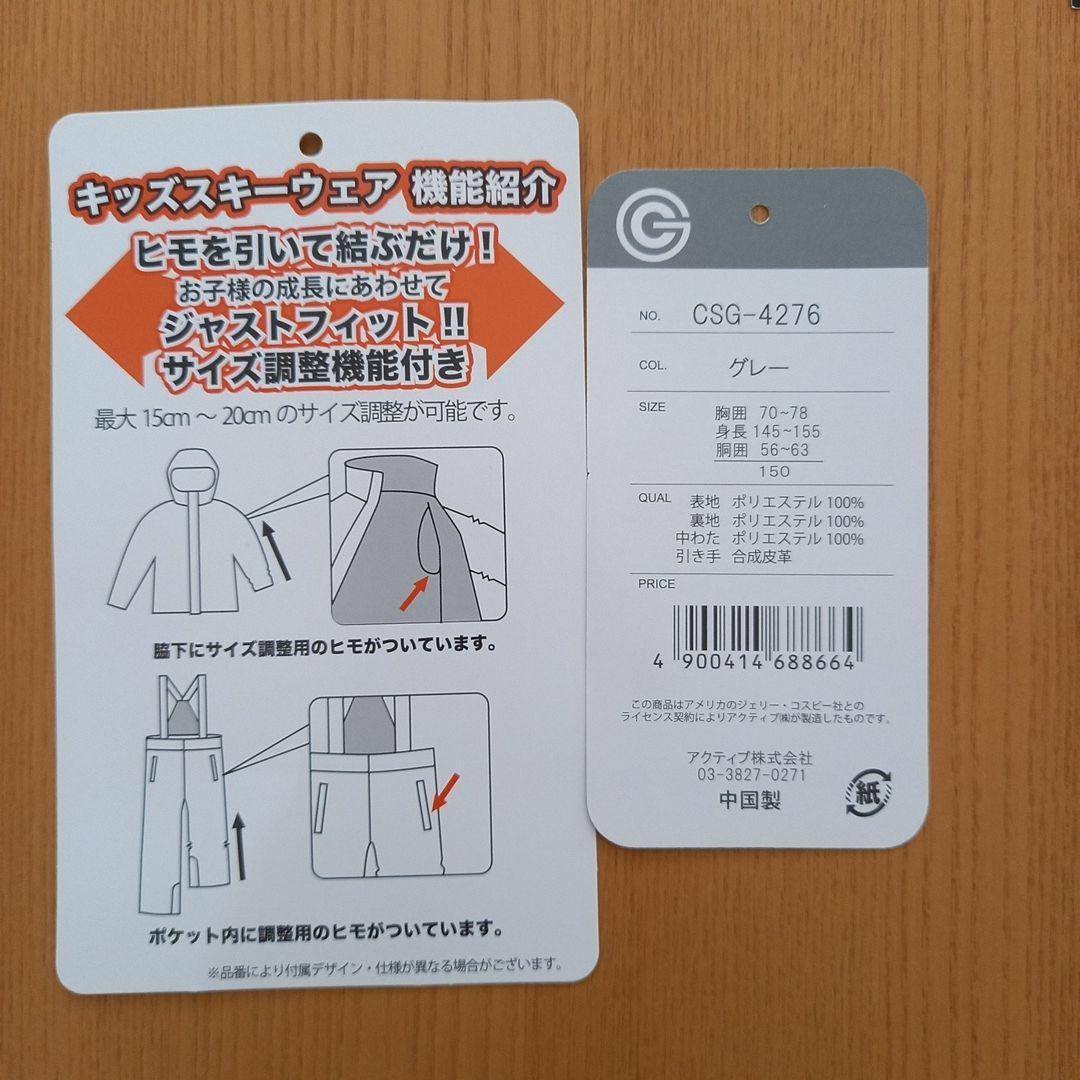 キッズスキーウェア 機能紹介
ヒモを引いて結ぶだけ!
お子様の成長にあわせて
ジャストフィット!!
サイズ調整機能付き
最大 15cm ～ 20cm のサイズ調整が可能です。
脇下にサイズ調整用のヒモがついています。
ポケット内に調整用のヒモがついています。
※品番により付属デザイン・仕様が異なる場合がございます。
NO. CSG-4276
COL. グレー
SIZE 胸囲 70~78
身長 145~155
胴囲 56~63
150
QUAL 表地 ポリエステル 100%
裏地 ポリエステル 100%
中わた ポリエステル 100%
引き手 合成皮革
PRICE
4 900414 688664
この商品はアメリカのジェリー・コスビー社との
ライセンス契約によりアクティブ㈱が製造したものです。
アクティブ株式会社
03-3827-0271
中国製
紙